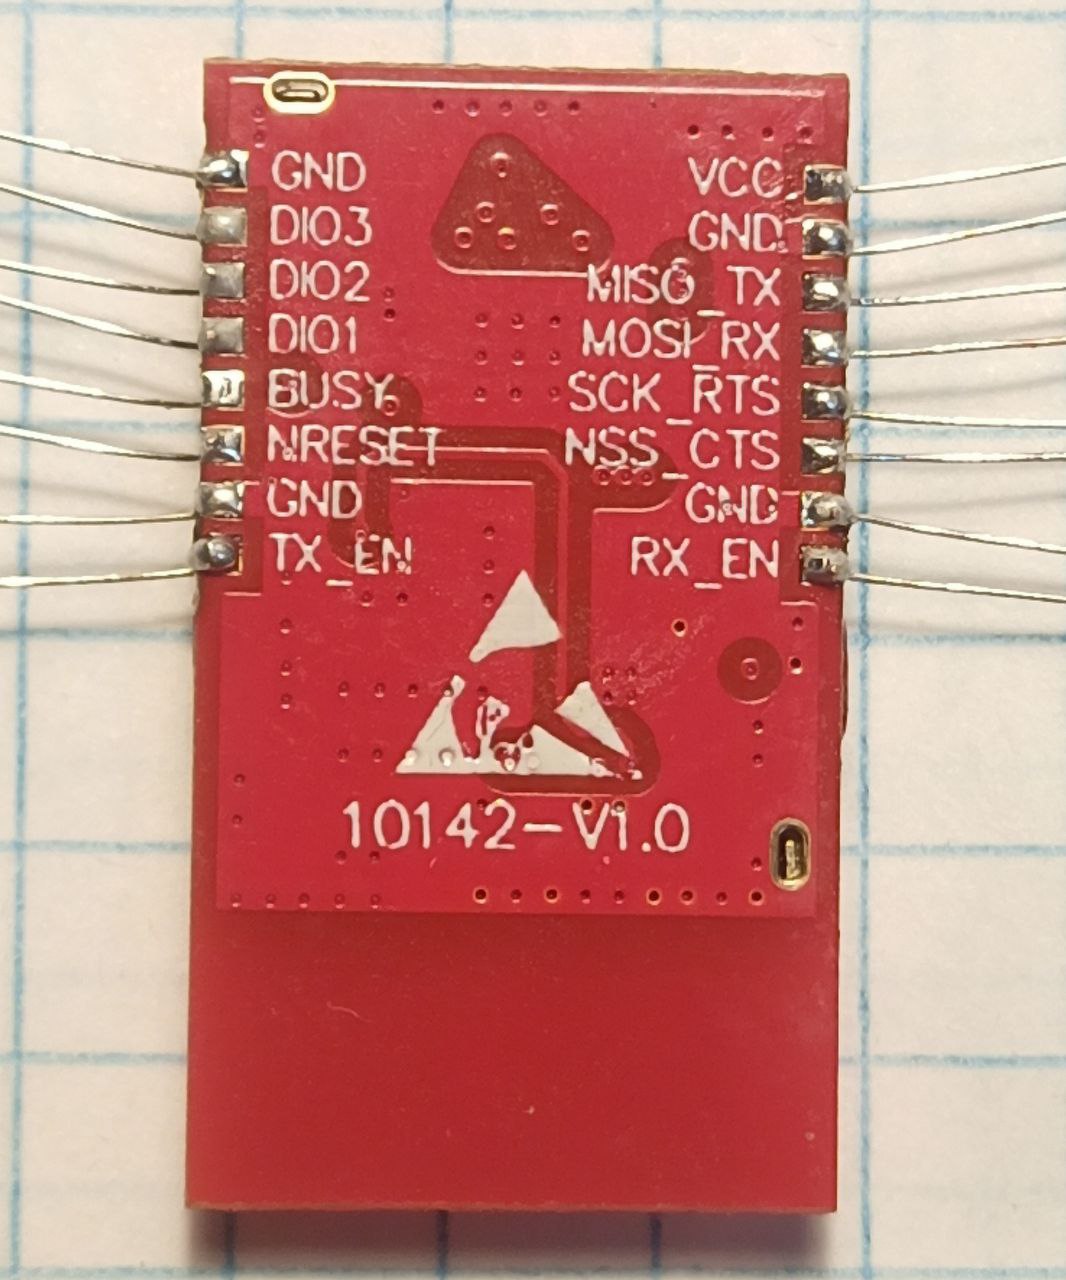 GND
DIO3
DIO2
DIO1
BUSY
NRESET
GND
TX_EN
VCC
GND
MISO_TX
MOSI_RX
SCK_RTS
NSS_CTS
GND
RX_EN
10142-V1.0